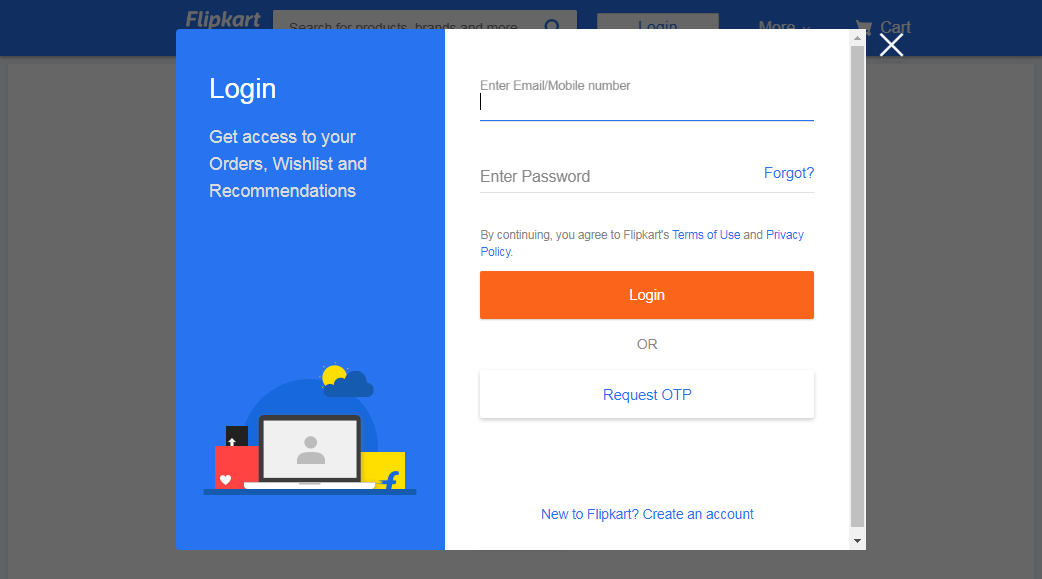 Flipkart
Search for products, brands and more
Login
More
Cart
Login
Get access to your
Orders, Wishlist and
Recommendations
Enter Email/Mobile number
Enter Password
Forgot?
By continuing, you agree to Flipkart's Terms of Use and Privacy
Policy.
Login
OR
Request OTP
f
New to Flipkart? Create an account